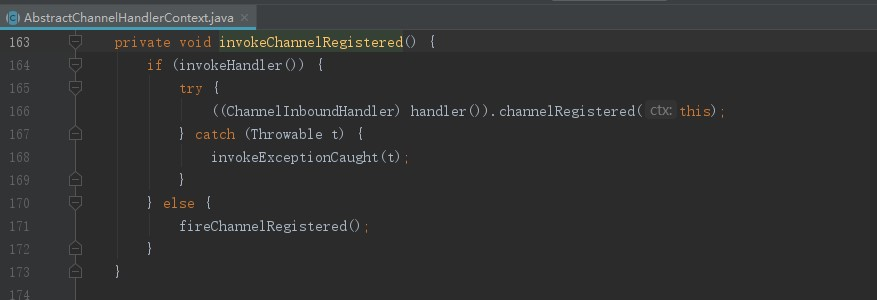 AbstractChannelHandlerContext.java ×
163 private void invokeChannelRegistered() {
164 if (invokeHandler()) {
165 try {
166 ((ChannelInboundHandler) handler()).channelRegistered( ctx: this);
167 } catch (Throwable t) {
168 invokeExceptionCaught(t);
169 }
170 } else {
171 fireChannelRegistered();
172 }
173 }
174